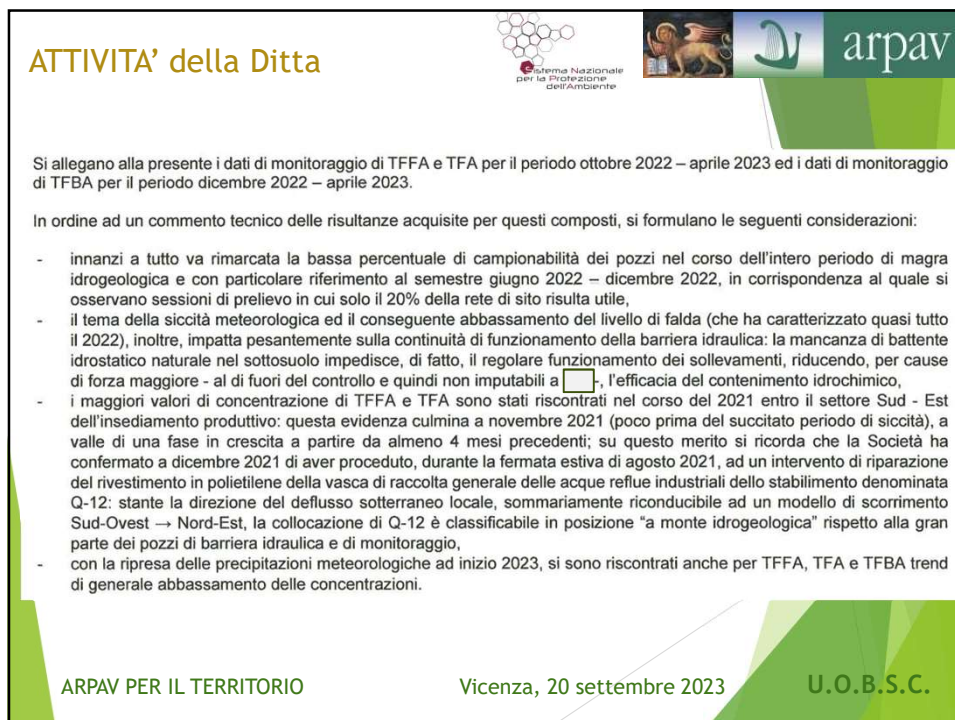 ATTIVITA’ della Ditta
Sistema Nazionale
per la Protezione
dell'Ambiente
arpav
Si allegano alla presente i dati di monitoraggio di TFFA e TFA per il periodo ottobre 2022 – aprile 2023 ed i dati di monitoraggio
di TFBA per il periodo dicembre 2022 – aprile 2023.
In ordine ad un commento tecnico delle risultanze acquisite per questi composti, si formulano le seguenti considerazioni:
- innanzi a tutto va rimarcata la bassa percentuale di campionabilità dei pozzi nel corso dell'intero periodo di magra
idrogeologica e con particolare riferimento al semestre giugno 2022 – dicembre 2022, in corrispondenza al quale si
osservano sessioni di prelievo in cui solo il 20% della rete di sito risulta utile,
- il tema della siccità meteorologica ed il conseguente abbassamento del livello di falda (che ha caratterizzato quasi tutto
il 2022), inoltre, impatta pesantemente sulla continuità di funzionamento della barriera idraulica: la mancanza di battente
idrostatico naturale nel sottosuolo impedisce, di fatto, il regolare funzionamento dei sollevamenti, riducendo, per cause
di forza maggiore - al di fuori del controllo e quindi non imputabili a -, l'efficacia del contenimento idrochimico,
- i maggiori valori di concentrazione di TFFA e TFA sono stati riscontrati nel corso del 2021 entro il settore Sud - Est
dell'insediamento produttivo: questa evidenza culmina a novembre 2021 (poco prima del succitato periodo di siccità), a
valle di una fase in crescita a partire da almeno 4 mesi precedenti; su questo merito si ricorda che la Società ha
confermato a dicembre 2021 di aver proceduto, durante la fermata estiva di agosto 2021, ad un intervento di riparazione
del rivestimento in polietilene della vasca di raccolta generale delle acque reflue industriali dello stabilimento denominata
Q-12: stante la direzione del deflusso sotterraneo locale, sommariamente riconducibile ad un modello di scorrimento
Sud-Ovest → Nord-Est, la collocazione di Q-12 è classificabile in posizione “a monte idrogeologica” rispetto alla gran
parte dei pozzi di barriera idraulica e di monitoraggio,
- con la ripresa delle precipitazioni meteorologiche ad inizio 2023, si sono riscontrati anche per TFFA, TFA e TFBA trend
di generale abbassamento delle concentrazioni.
ARPAV PER IL TERRITORIO
Vicenza, 20 settembre 2023
U.O.B.S.C.